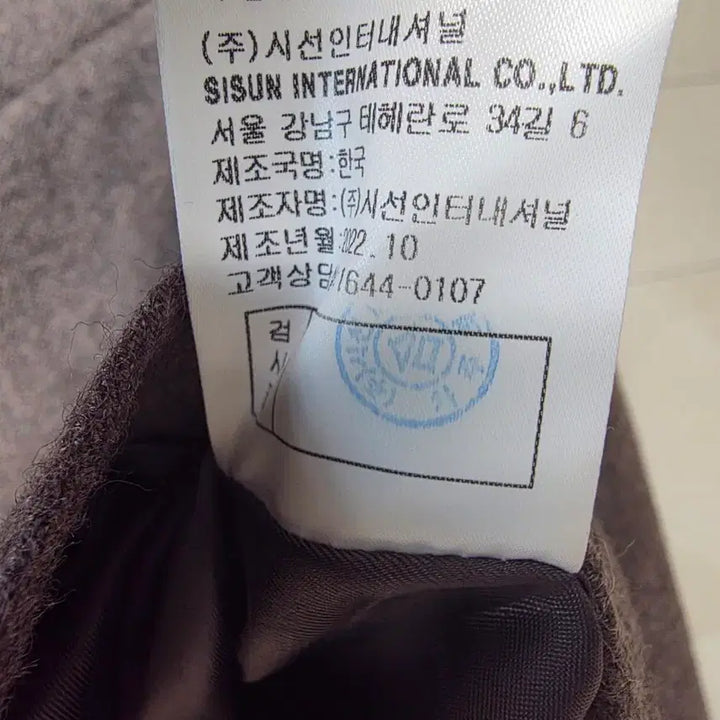 (주)시선인터내셔널
SISUN INTERNATIONAL CO.,LTD.
서울 강남구 테헤란로 34길 6
제조국명:한국
제조자명:(주)시선인터내셔널
제조년월:2022.10
고객상담/1644-0107
검
사